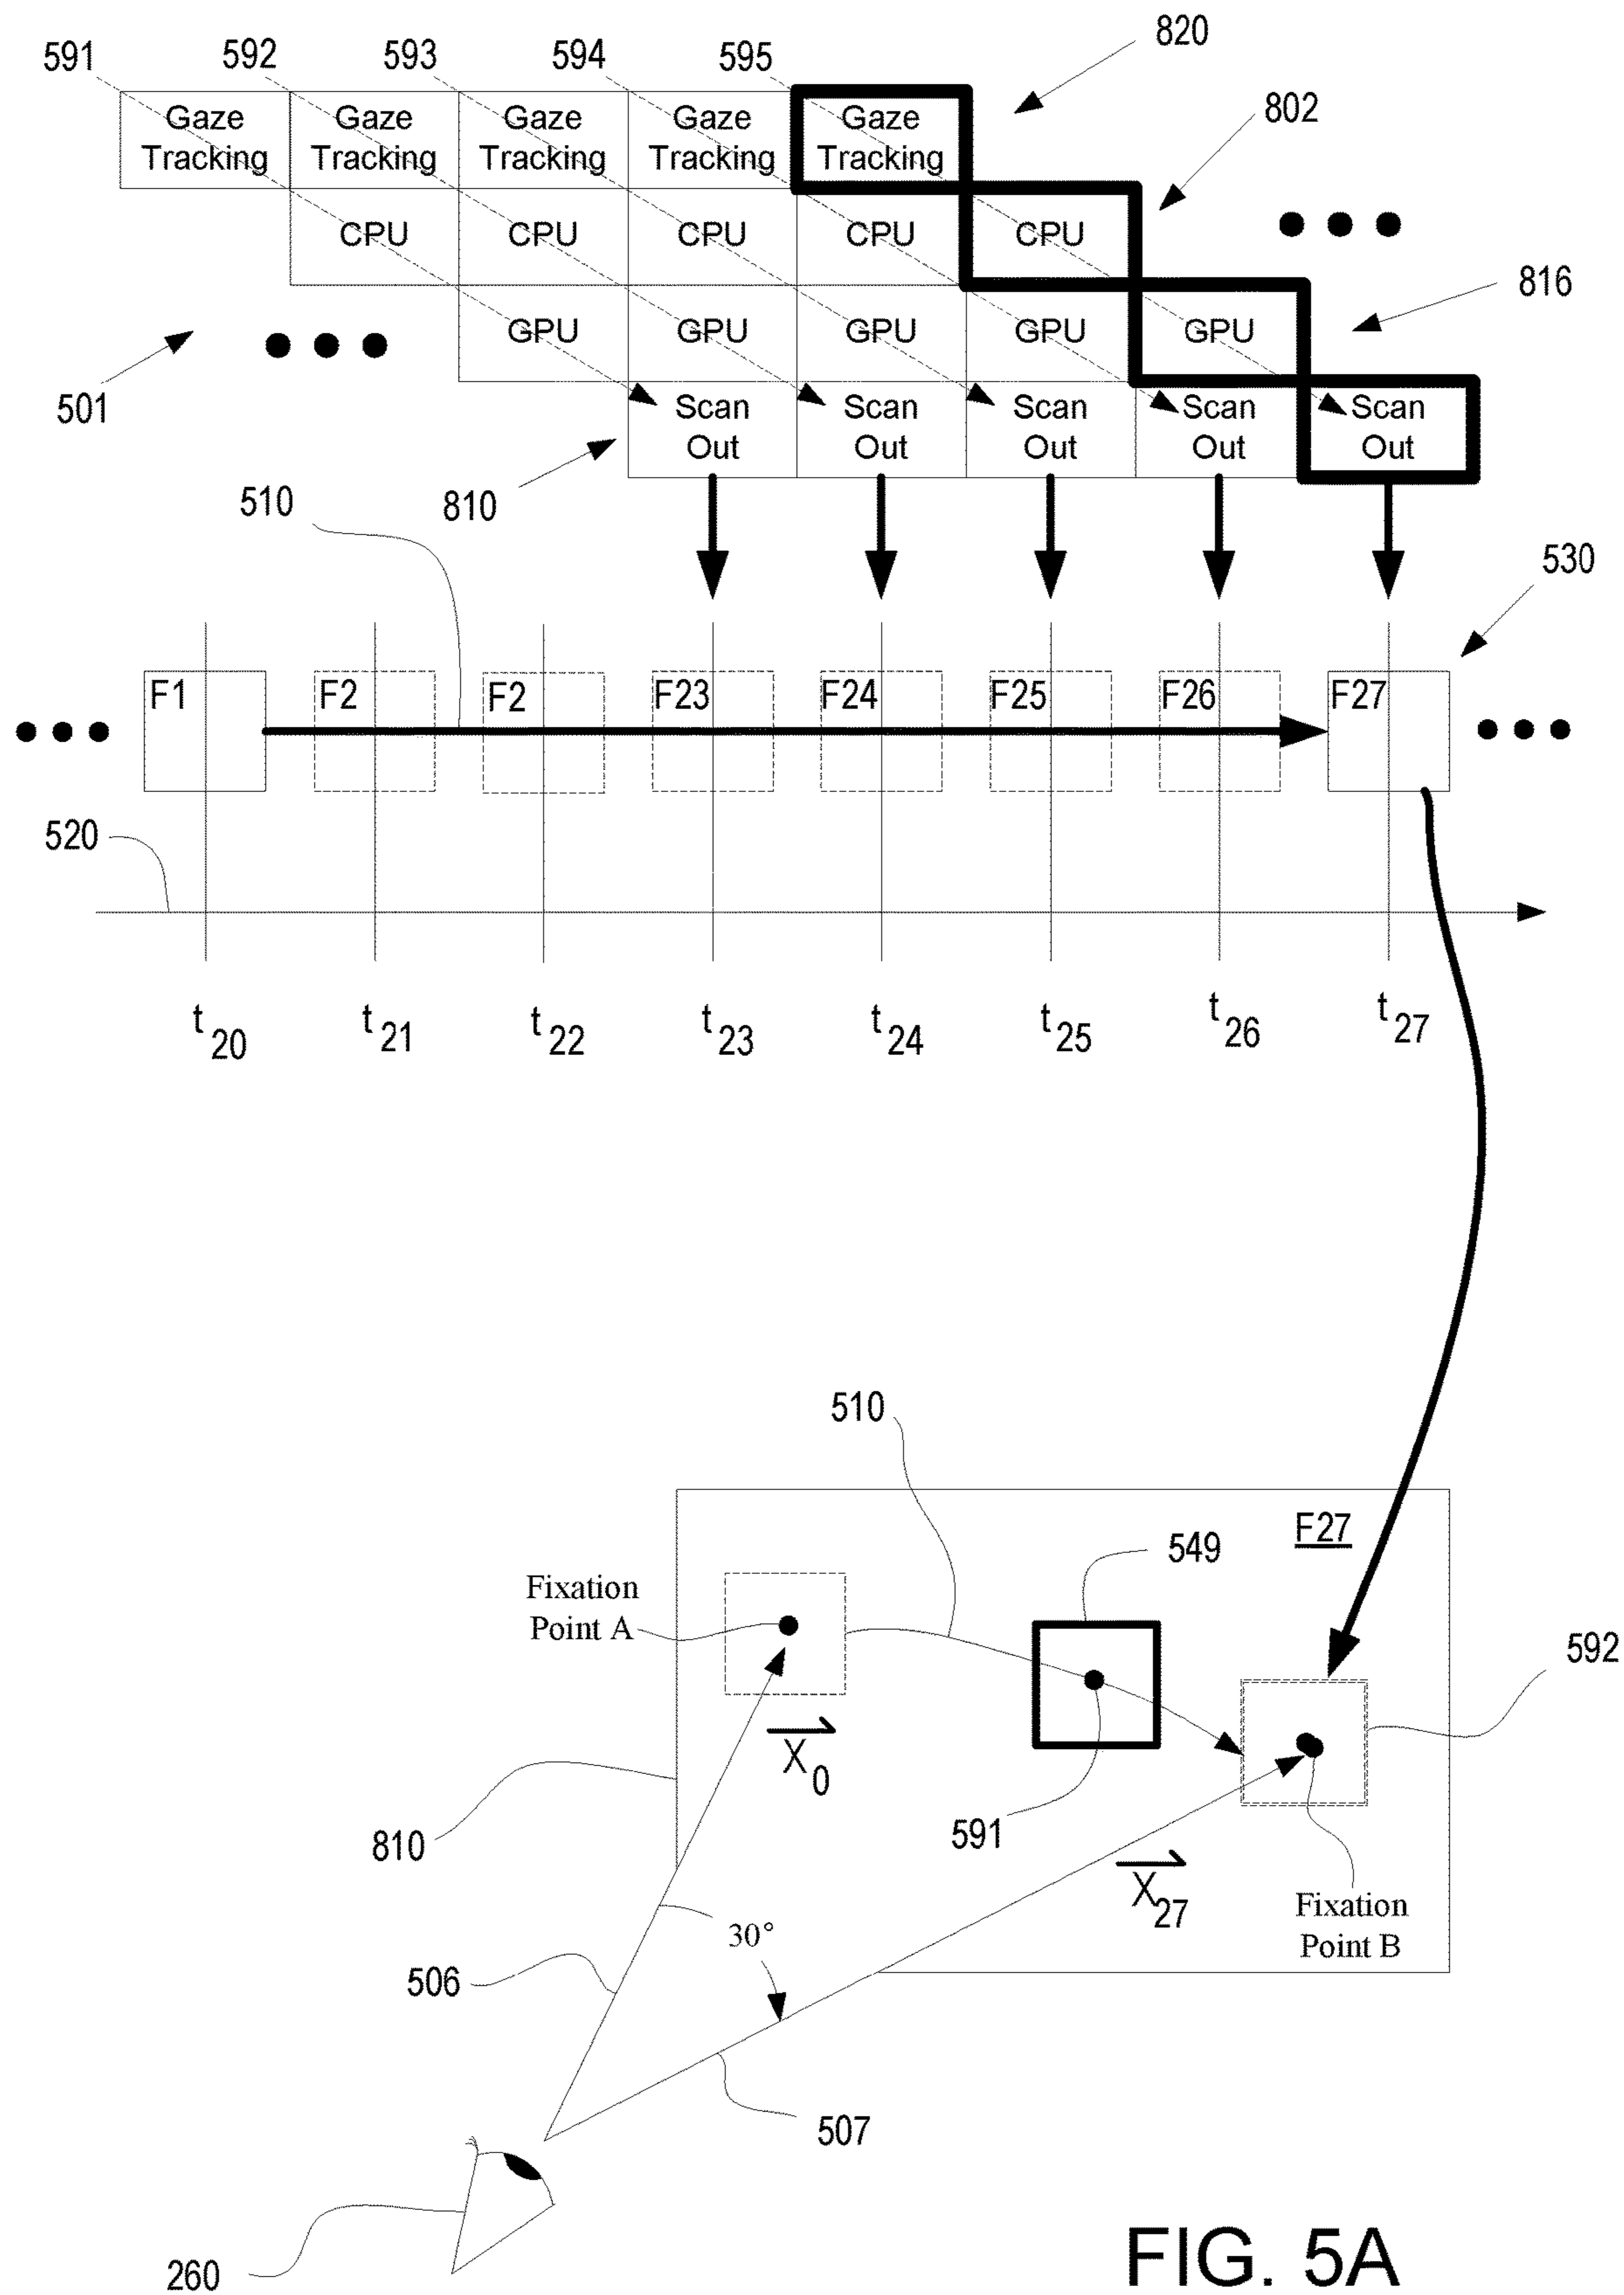 820
591 592 593 594 595
802
Gaze Tracking Gaze Tracking Gaze Tracking Gaze Tracking Gaze Tracking
CPU CPU CPU CPU CPU
816
GPU GPU GPU GPU GPU
501
Scan Out Scan Out Scan Out Scan Out Scan Out
510
810
530
F1 F2 F2 F23 F24 F25 F26 F27
520
t20 t21 t22 t23 t24 t25 t26 t27
510
F27
549
Fixation
Point A
592
X0
591
810
X27
Fixation
Point B
30°
506
507
260
FIG. 5A